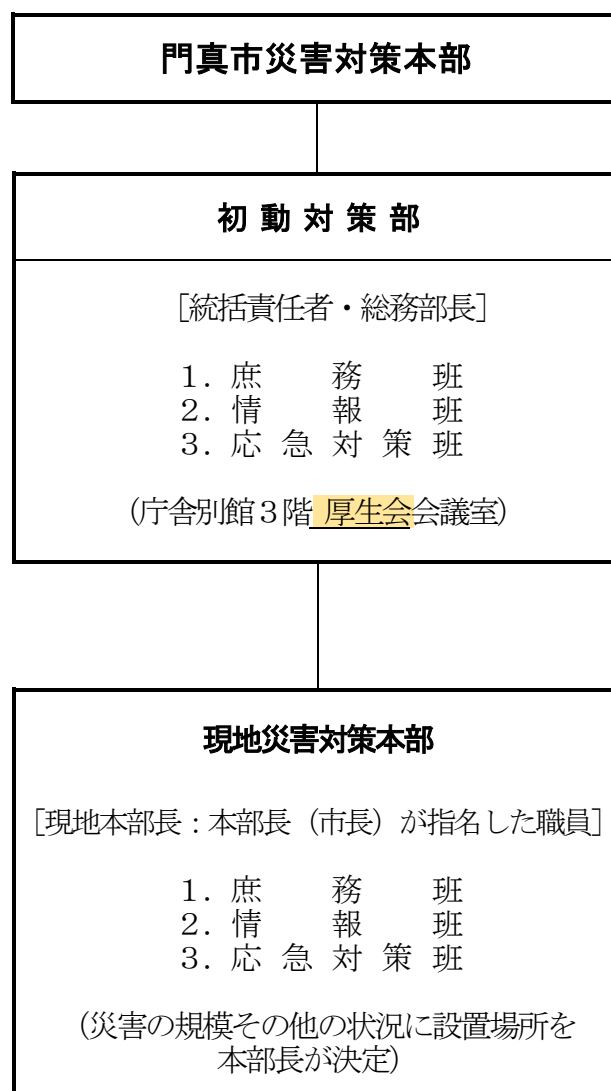 門真市災害対策本部
初動対策部
［統括責任者・総務部長］
１．庶務班
２．情報班
３．応急対策班
（庁舎別館３階 厚生会会議室）
現地災害対策本部
［現地本部長：本部長（市長）が指名した職員］
１．庶務班
２．情報班
３．応急対策班
（災害の規模その他の状況に設置場所を
本部長が決定）